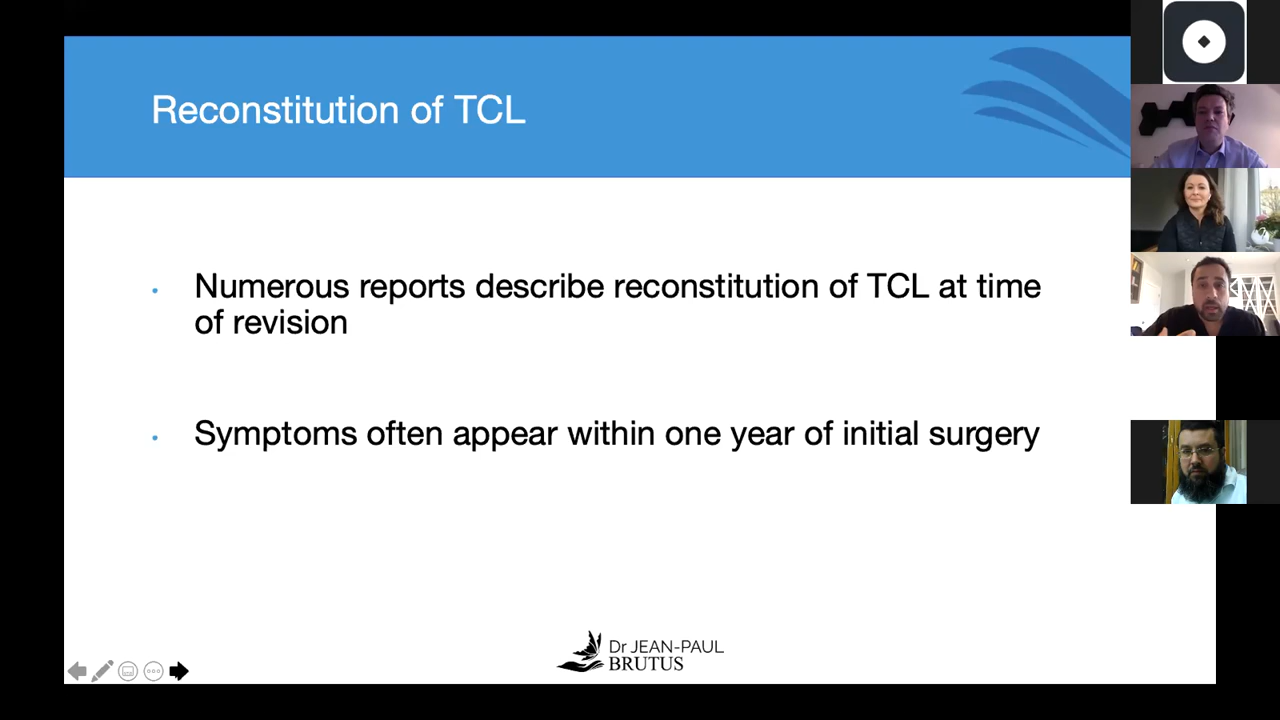 Reconstitution of TCL
• Numerous reports describe reconstitution of TCL at time
of revision
• Symptoms often appear within one year of initial surgery
Dr JEAN-PAUL
BRUTUS